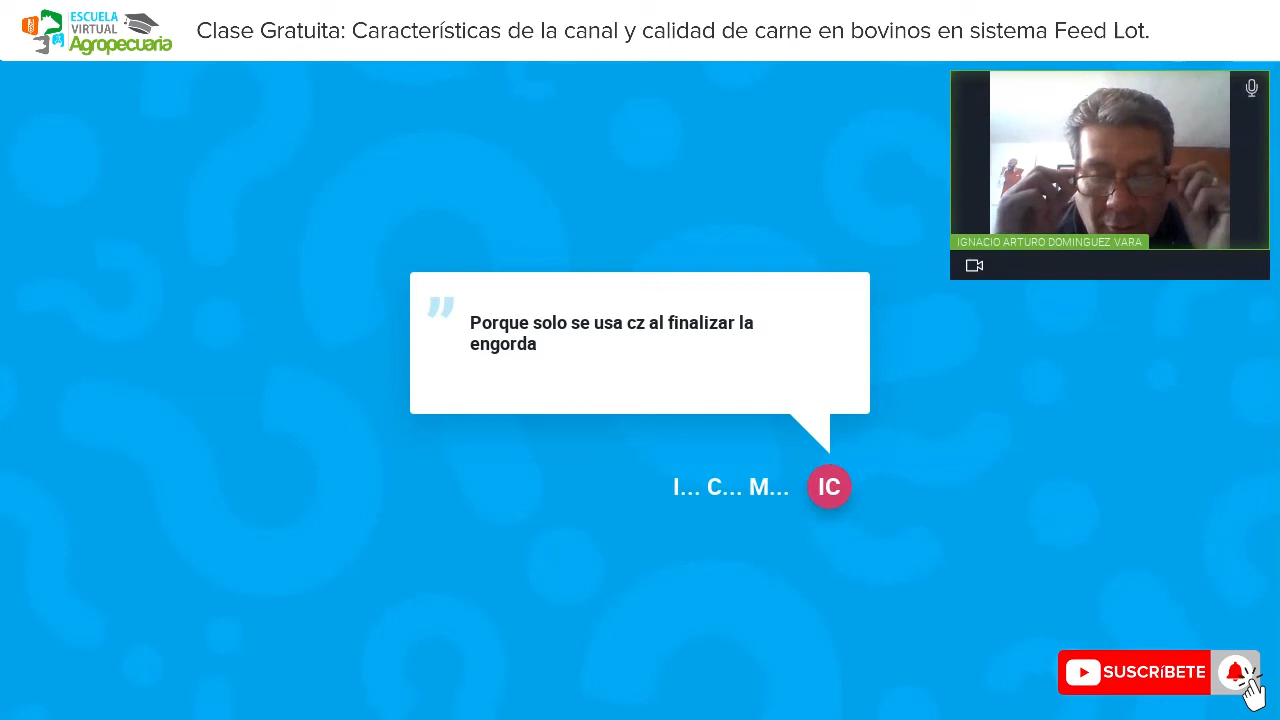 ESCUELA
VIRTUAL
Agropecuaria
Clase Gratuita: Características de la canal y calidad de carne en bovinos en sistema Feed Lot.
IGNACIO ARTURO DOMINGUEZ VARA
Porque solo se usa cz al finalizar la
engorda
I... C... M...
IC
SUSCRíBETE